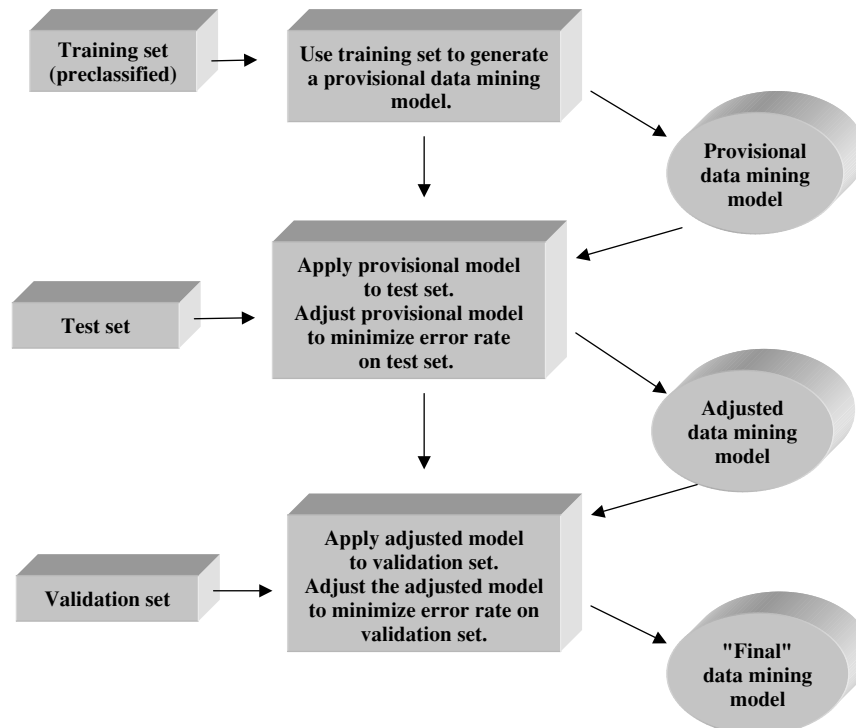 Training set
(preclassified)
Use training set to generate
a provisional data mining
model.
Provisional
data mining
model
Apply provisional model
to test set.
Adjust provisional model
to minimize error rate
on test set.
Test set
Adjusted
data mining
model
Apply adjusted model
to validation set.
Adjust the adjusted model
to minimize error rate on
validation set.
Validation set
"Final"
data mining
model